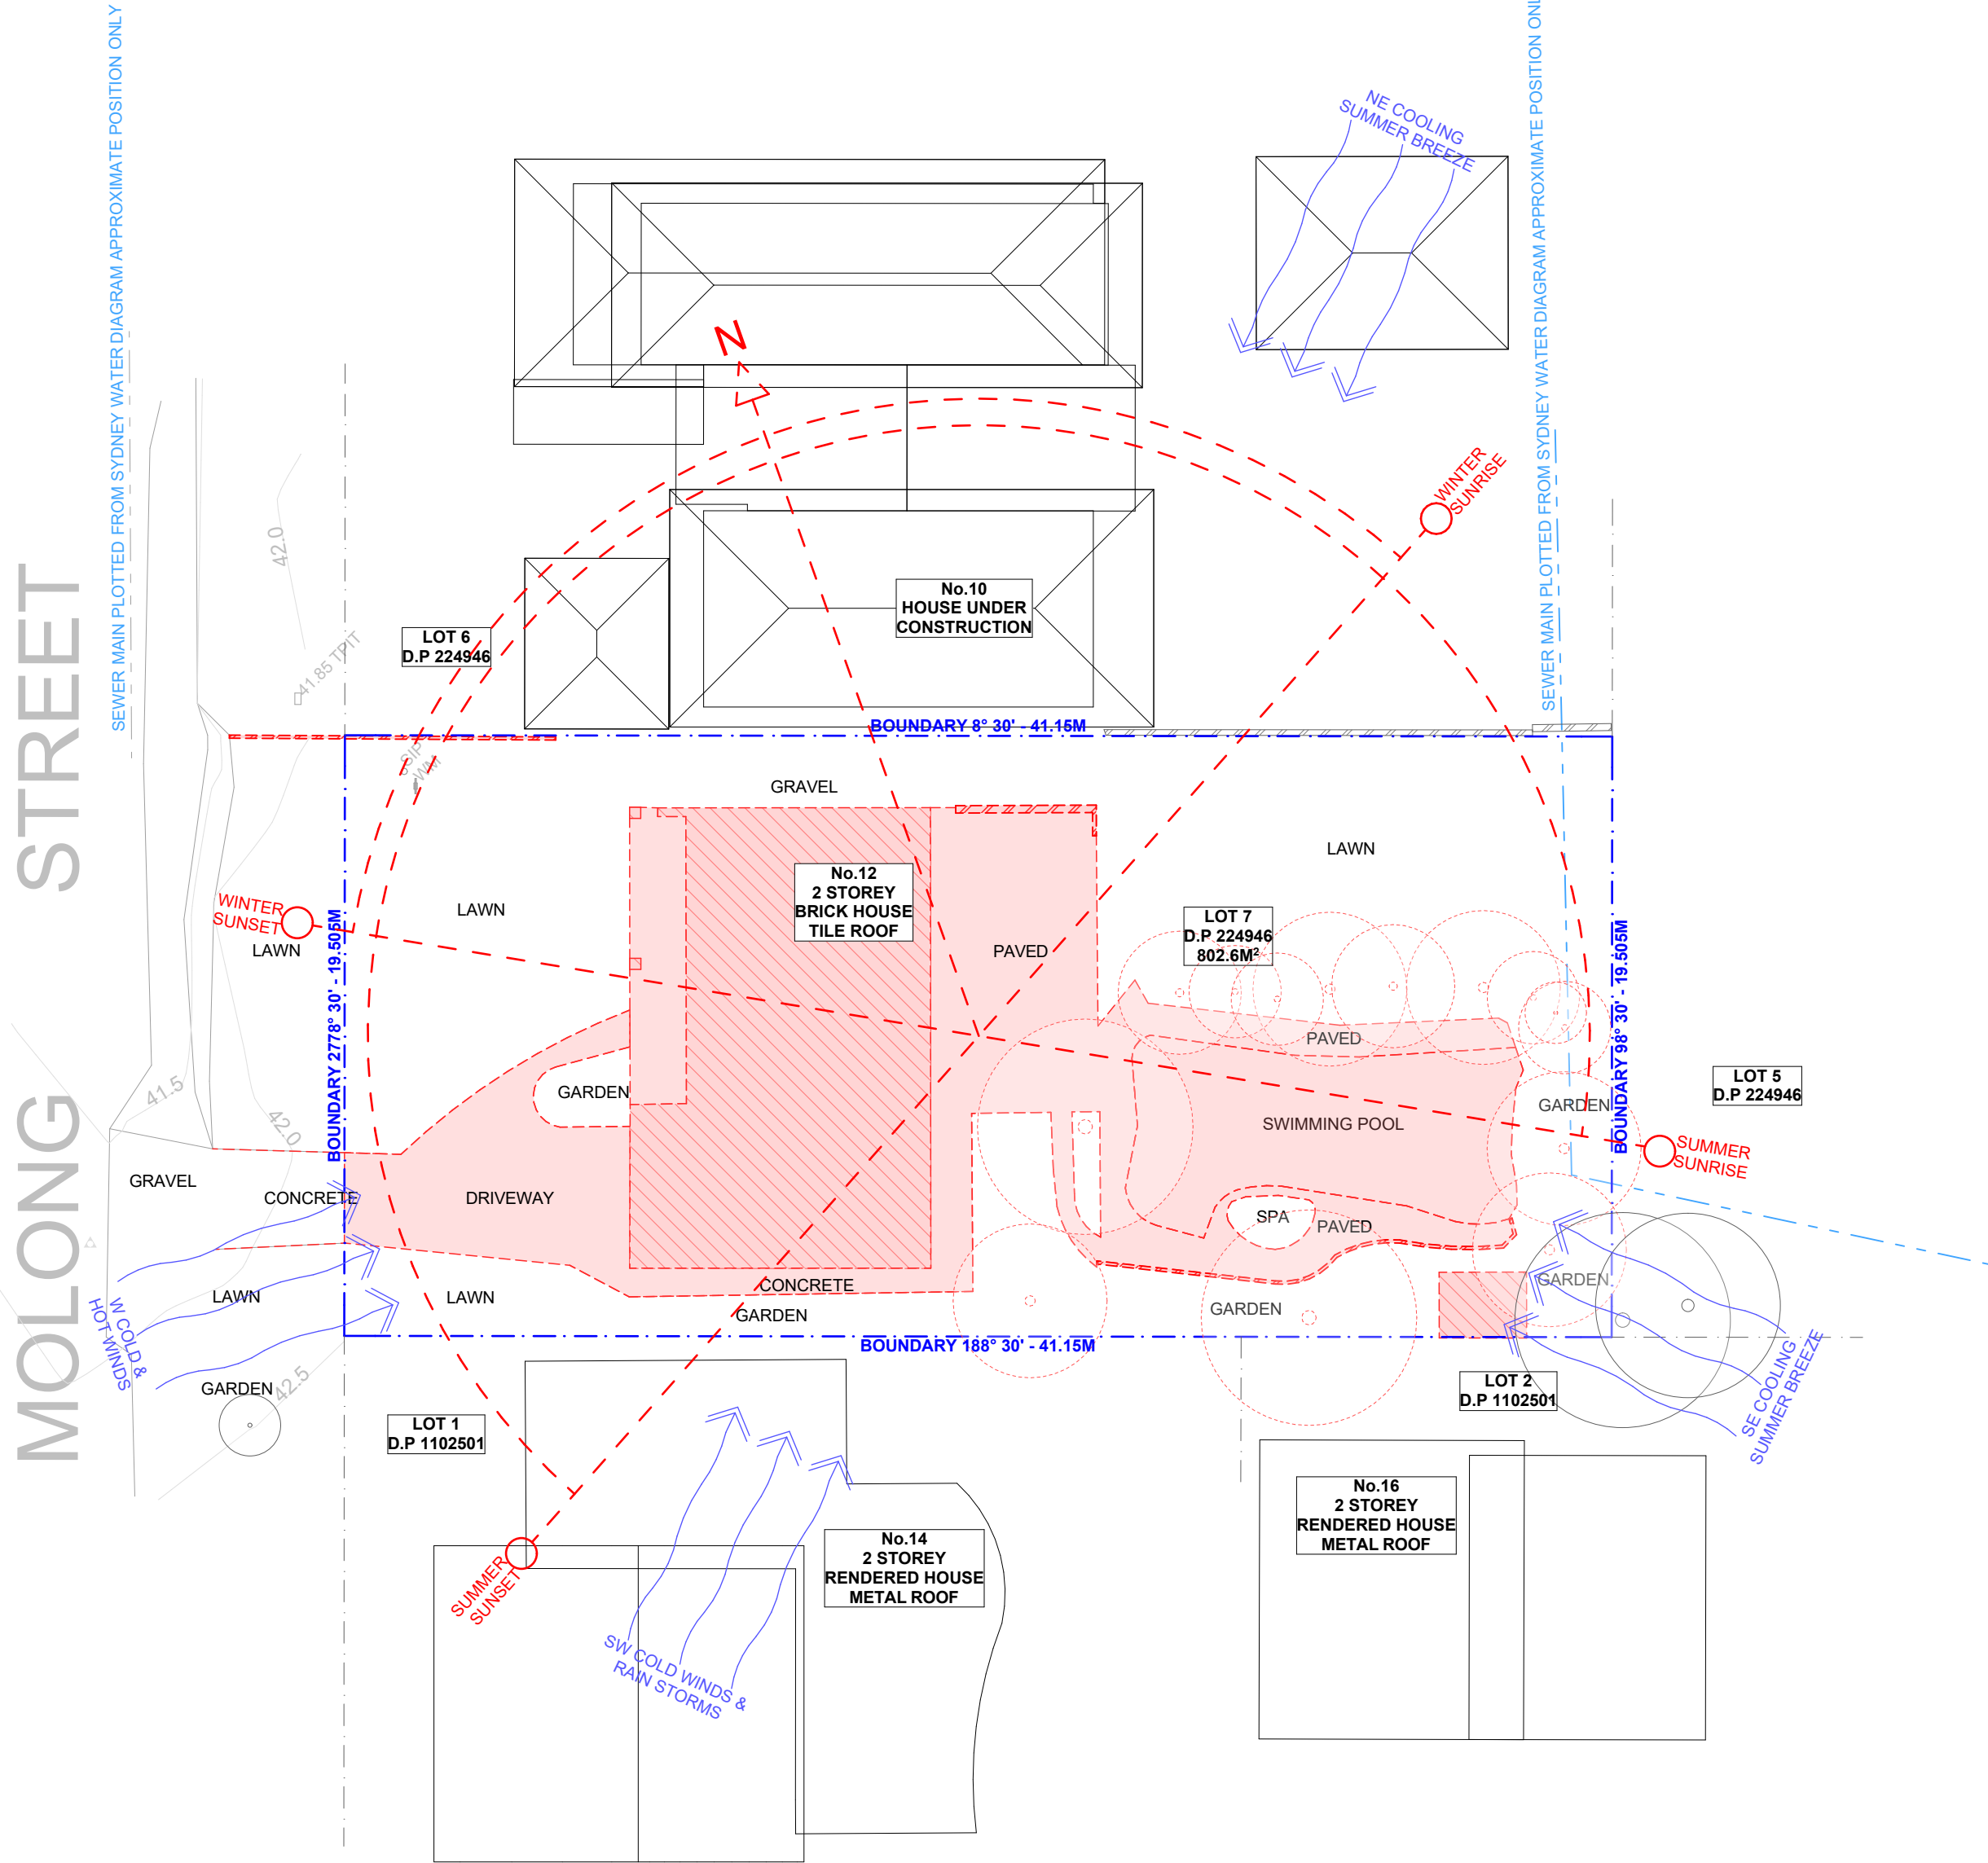 SEWER MAIN PLOTTED FROM SYDNEY WATER DIAGRAM APPROXIMATE POSITION ONLY
SEWER MAIN PLOTTED FROM SYDNEY WATER DIAGRAM APPROXIMATE POSITION ONL
NE COOLING
SUMMER BREEZE
N
WINTER
SUNRISE
42.0
No.10
HOUSE UNDER
CONSTRUCTION
LOT 6
D.P 224946
41.85 TPIT
MOLONG STREET
BOUNDARY 8° 30' - 41.15M
WM
GRAVEL
LAWN
No.12
2 STOREY
BRICK HOUSE
TILE ROOF
WINTER
SUNSET
LAWN
LAWN
PAVED
LOT 7
D.P 224946
802.6M²
BOUNDARY 2778° 30' - 19.505M
BOUNDARY 98° 30' - 19.505M
PAVED
GARDEN
41.5
42.0
SWIMMING POOL
GARDEN
LOT 5
D.P 224946
SUMMER
SUNRISE
GRAVEL
CONCRETE
DRIVEWAY
SPA
PAVED
LAWN
LAWN
CONCRETE
GARDEN
GARDEN
GARDEN
W COLD &
HOT WINDS
BOUNDARY 188° 30' - 41.15M
GARDEN
42.5
LOT 1
D.P 1102501
LOT 2
D.P 1102501
SE COOLING
SUMMER BREEZE
No.14
2 STOREY
RENDERED HOUSE
METAL ROOF
No.16
2 STOREY
RENDERED HOUSE
METAL ROOF
SUMMER
SUNSET
SW COLD WINDS &
RAIN STORMS